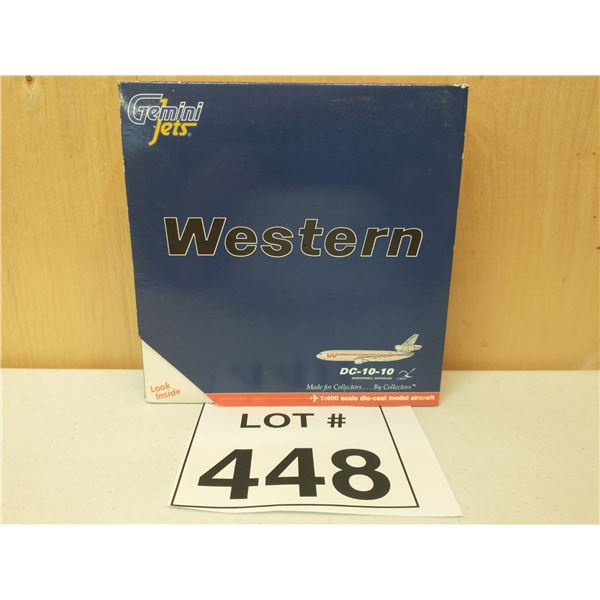 Gemini
Jets®
Western
DC-10-10
McDONNELL DOUGLAS
Look
Inside
Made for Collectors . . . By Collectors™
1:400 scale die-cast model aircraft
LOT #
448